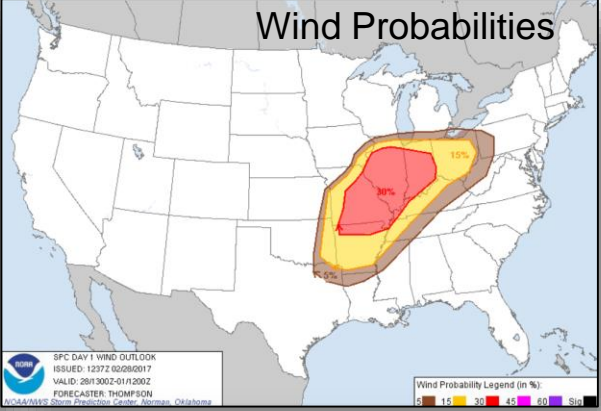 Wind Probabilities
15%
30%
5%
NOAA
SPC DAY 1 WIND OUTLOOK
ISSUED: 1237Z 02/28/2017
VALID: 28/1300Z-01/1200Z
FORECASTER: THOMPSON
NOAA/NWS Storm Prediction Center, Norman, Oklahoma
Wind Probability Legend (in %):
5 15 30 45 60 Sig